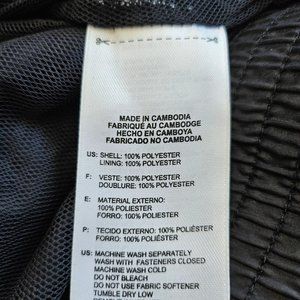 MADE IN CAMBODIA
FABRIQUÉ AU CAMBODGE
HECHO EN CAMBOYA
FABRICADO NO CAMBODIA
US: SHELL: 100% POLYESTER
LINING: 100% POLYESTER
F: VESTE: 100% POLYESTER
DOUBLURE: 100% POLYESTER
E: MATERIAL EXTERNO:
100% POLIÉSTER
FORRO: 100% POLIÉSTER
P: TECIDO EXTERNO: 100% POLIÉSTER
FORRO: 100% POLIÉSTER
US: MACHINE WASH SEPARATELY
WASH WITH FASTENERS CLOSED
MACHINE WASH COLD
DO NOT BLEACH
DO NOT USE FABRIC SOFTENER
TUMBLE DRY LOW